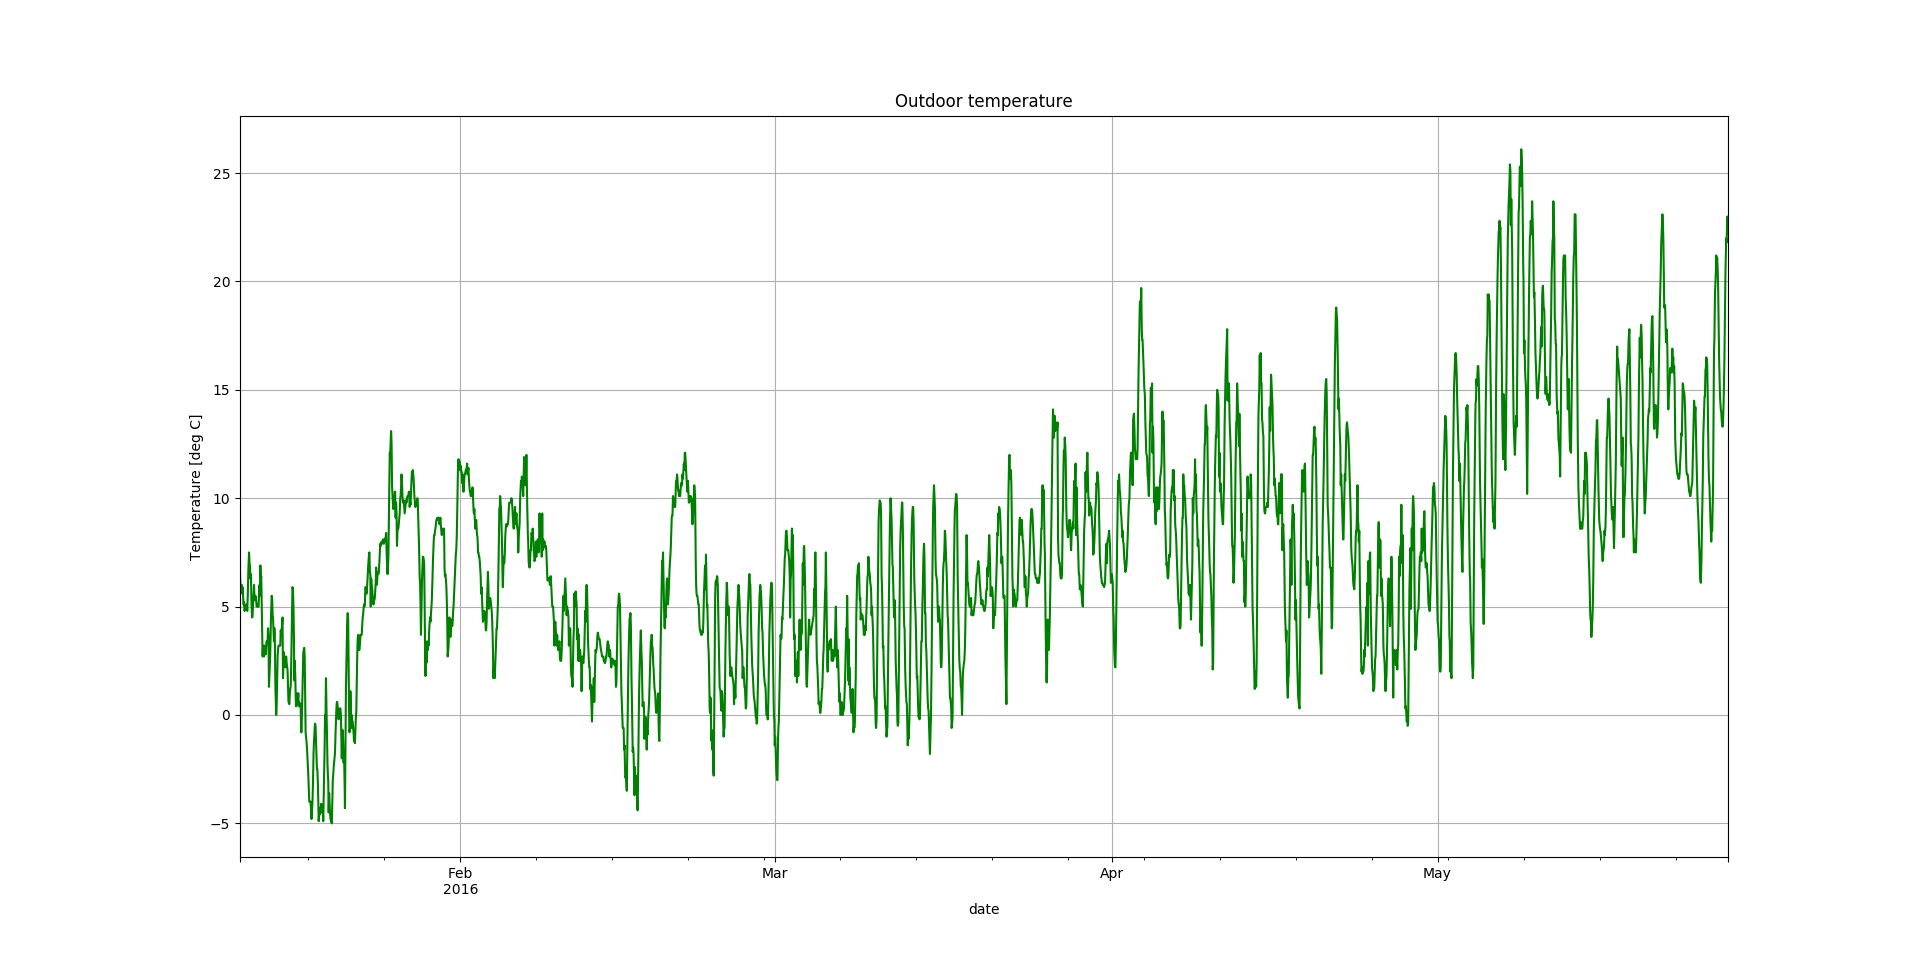 Outdoor temperature
Temperature [deg C]
25
20
15
10
5
0
−5
Feb
2016
Mar
Apr
May
date